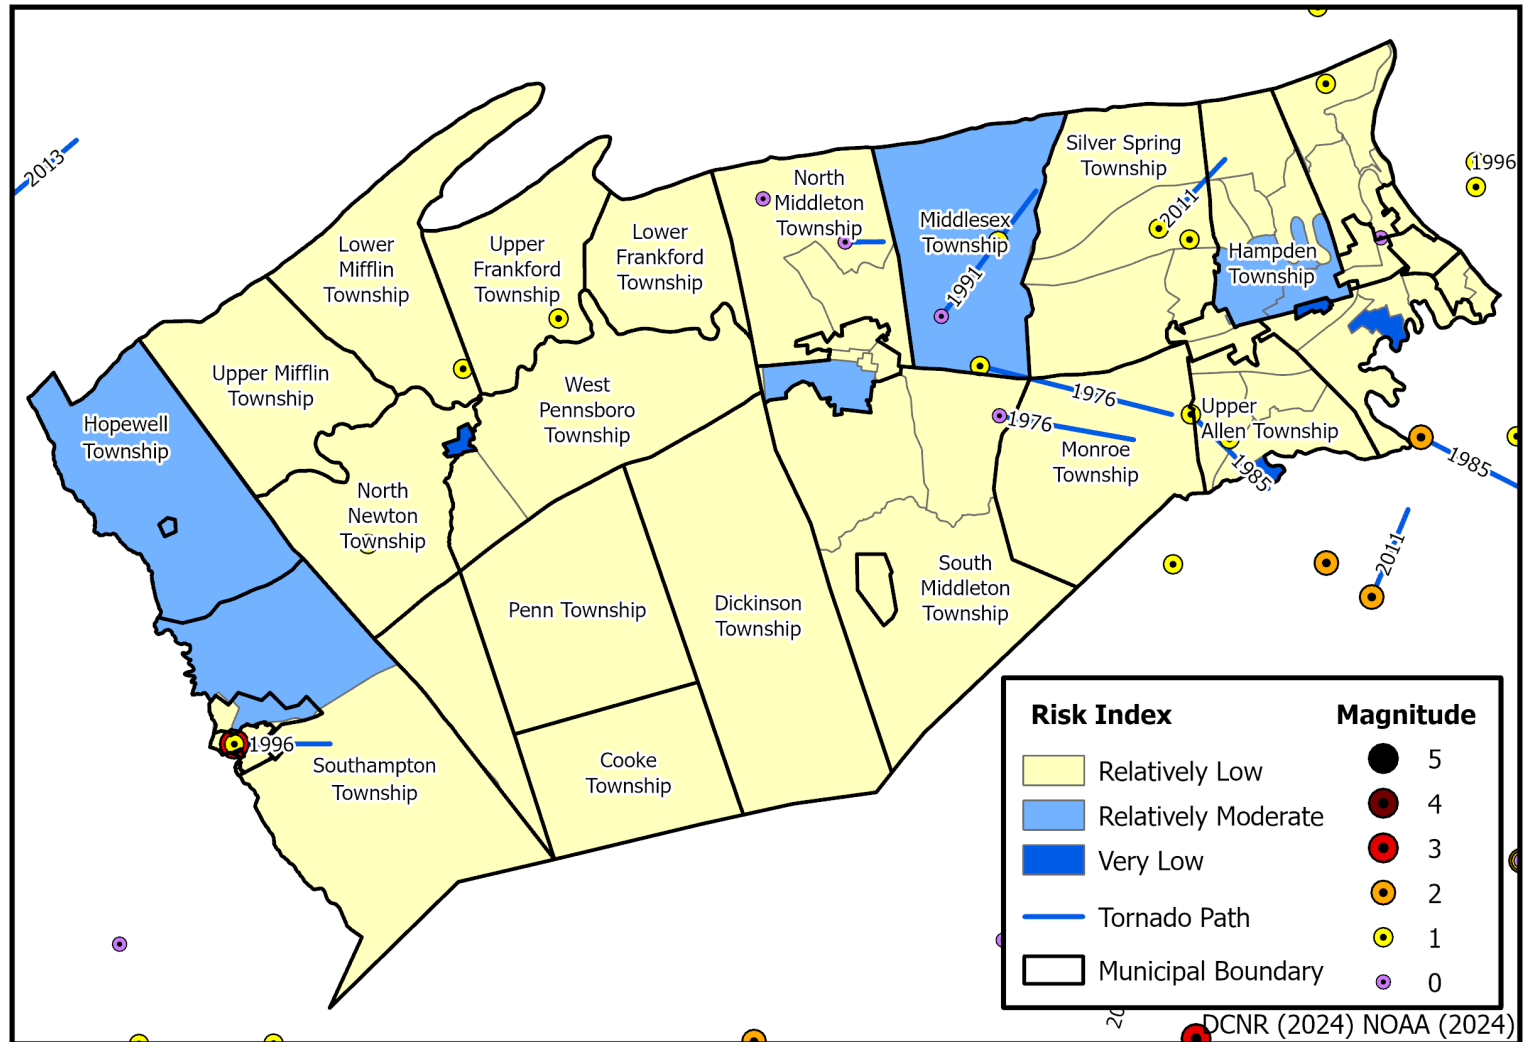 2013
1996
Silver Spring
Township
North
Middleton
Township
2011
Middlesex
Township
Lower
Mifflin
Township
Upper
Frankford
Township
Lower
Frankford
Township
Hampden
Township
1991
Upper Mifflin
Township
West
Pennsboro
Township
1976
Hopewell
Township
1976
Upper
Allen Township
Monroe
Township
1985
1985
North
Newton
Township
2011
South
Middleton
Township
Penn Township
Dickinson
Township
1996
Southampton
Township
Cooke
Township
Risk Index
Relatively Low
Relatively Moderate
Very Low
Tornado Path
Municipal Boundary
Magnitude
5
4
3
2
1
0
DCNR (2024) NOAA (2024)